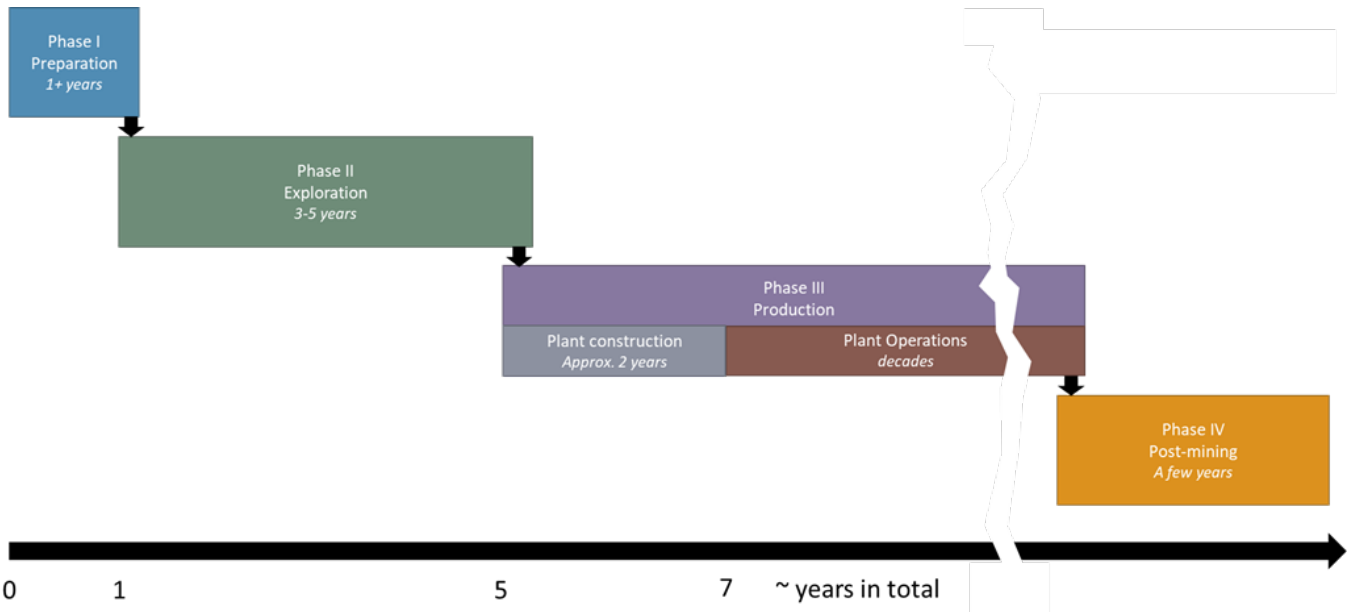 Phase I
Preparation
1+ years
Phase II
Exploration
3-5 years
Phase III
Production
Plant construction
Approx. 2 years
Plant Operations
decades
Phase IV
Post-mining
A few years
0 1 5 7 ~ years in total